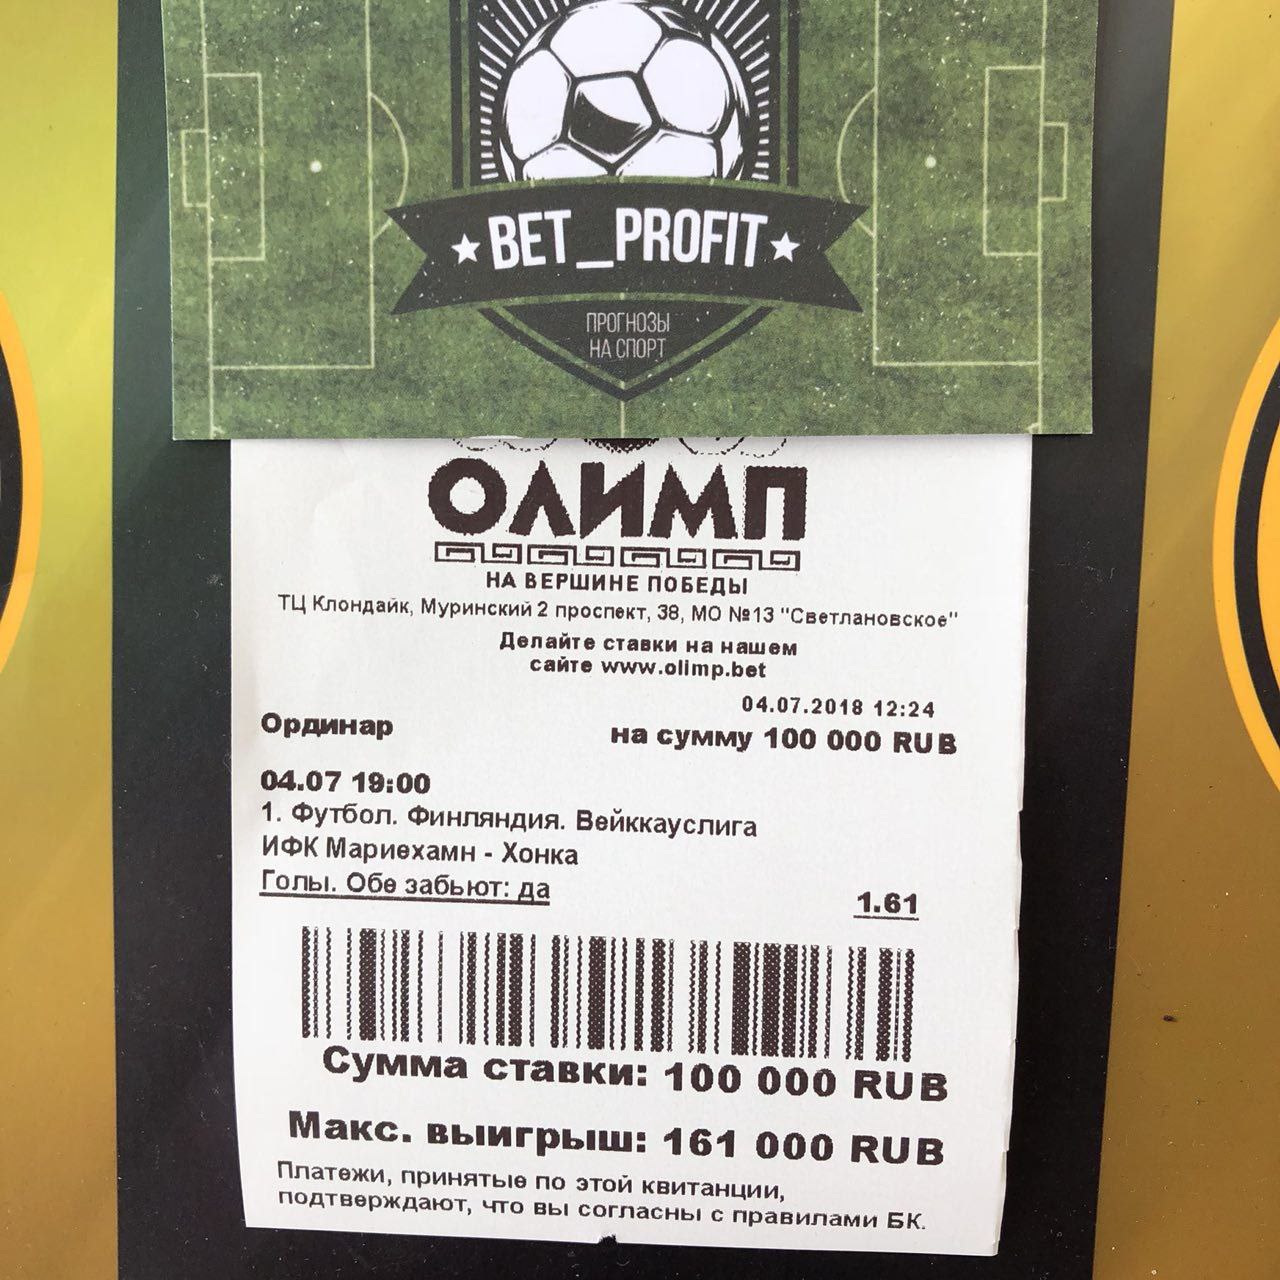 BET_PROFIT
ПРОГНОЗЫ
НА СПОРТ
ОЛИМП
НА ВЕРШИНЕ ПОБЕДЫ
ТЦ Клондайк, Муринский 2 проспект, 38, МО №13 "Светлановское"
Делайте ставки на нашем
сайте www.olimp.bet
04.07.2018 12:24
Ординар на сумму 100 000 RUB
04.07 19:00
1. Футбол. Финляндия. Вейккауслига
ИФК Мариехамн - Хонка
Голы. Обе забьют: да 1.61
Сумма ставки: 100 000 RUB
Макс. выигрыш: 161 000 RUB
Платежи, принятые по этой квитанции,
подтверждают, что вы согласны с правилами БК.